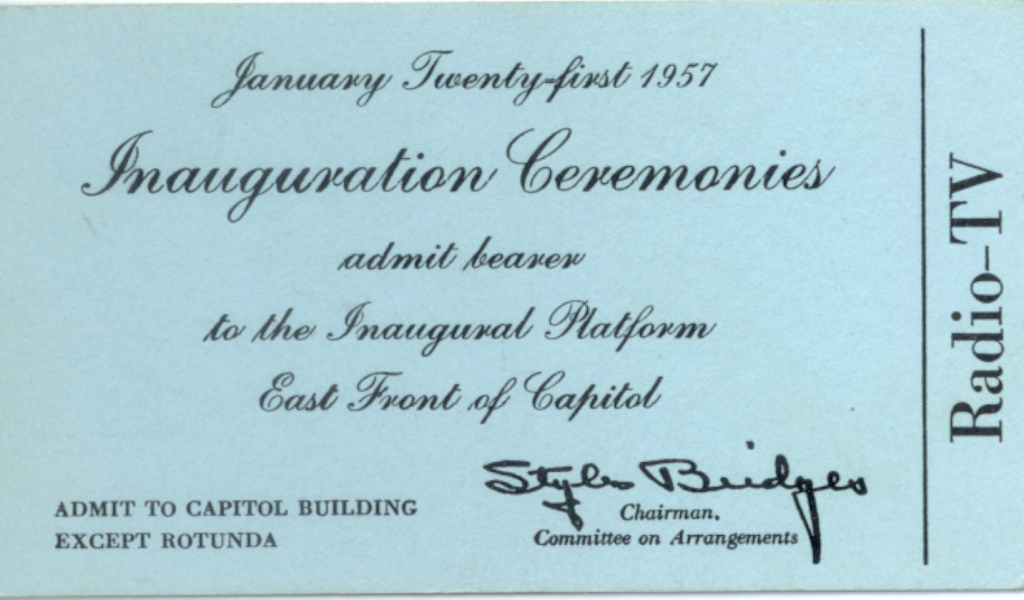 January Twenty-first 1957
Inauguration Ceremonies
admit bearer
to the Inaugural Platform
East Front of Capitol
Styles Bridges
Chairman,
Committee on Arrangements
ADMIT TO CAPITOL BUILDING
EXCEPT ROTUNDA
Radio-TV